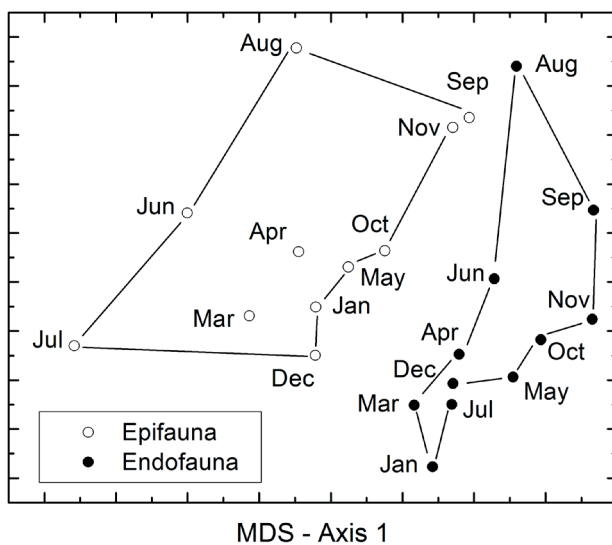 Aug
Aug
Sep
Nov
Jun
Sep
Oct
Apr
Jun
May
Jan
Mar
Nov
Jul
Apr
Oct
Dec
Dec
May
Mar
Jul
Jan
Epifauna
Endofauna
MDS - Axis 1